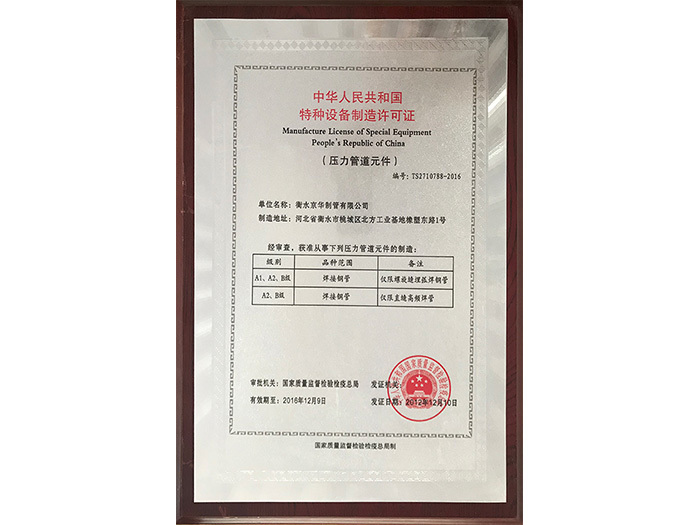 中华人民共和国
特种设备制造许可证
Manufacture License of Special Equipment
People's Republic of China
(压力管道元件)
编号: TS2710788-2016
单位名称: 衡水京华制管有限公司
制造地址: 河北省衡水市桃城区北方工业基地橡塑东路1号
经审查, 获准从事下列压力管道元件的制造:
级别 品种范围 备注
A1、A2、B级 焊接钢管 仅限螺旋缝埋弧焊钢管
A2、B级 焊接钢管 仅限直缝高频焊管
审批机关: 国家质量监督检验检疫总局 发证机关:
有效期至: 2016年12月9日 发证日期: 2012年12月10日
国家质量监督检验检疫总局制